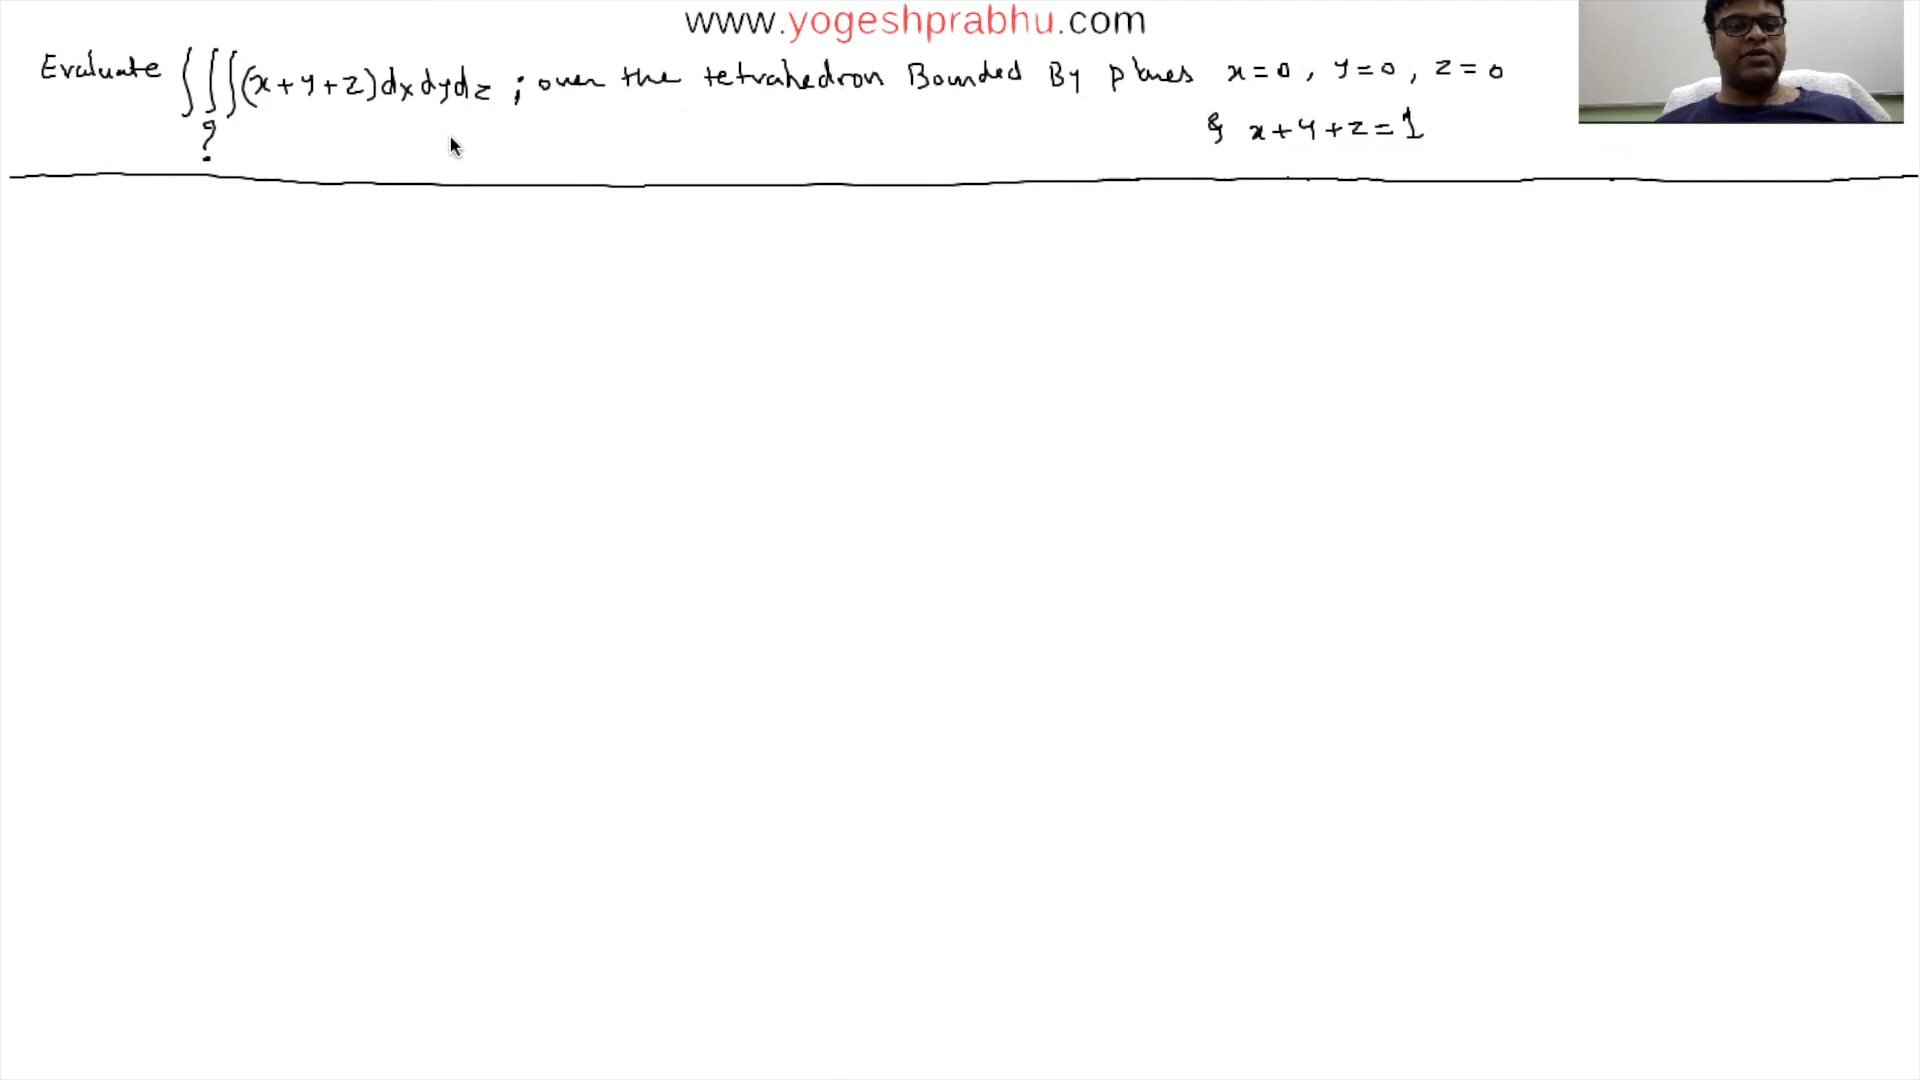 www.yogeshprabhu.com
Evaluate ∫∫∫(x+y+z)dxdydz ; over the tetrahedron Bounded By planes x=0, y=0, z=0
?
& x+y+z=1